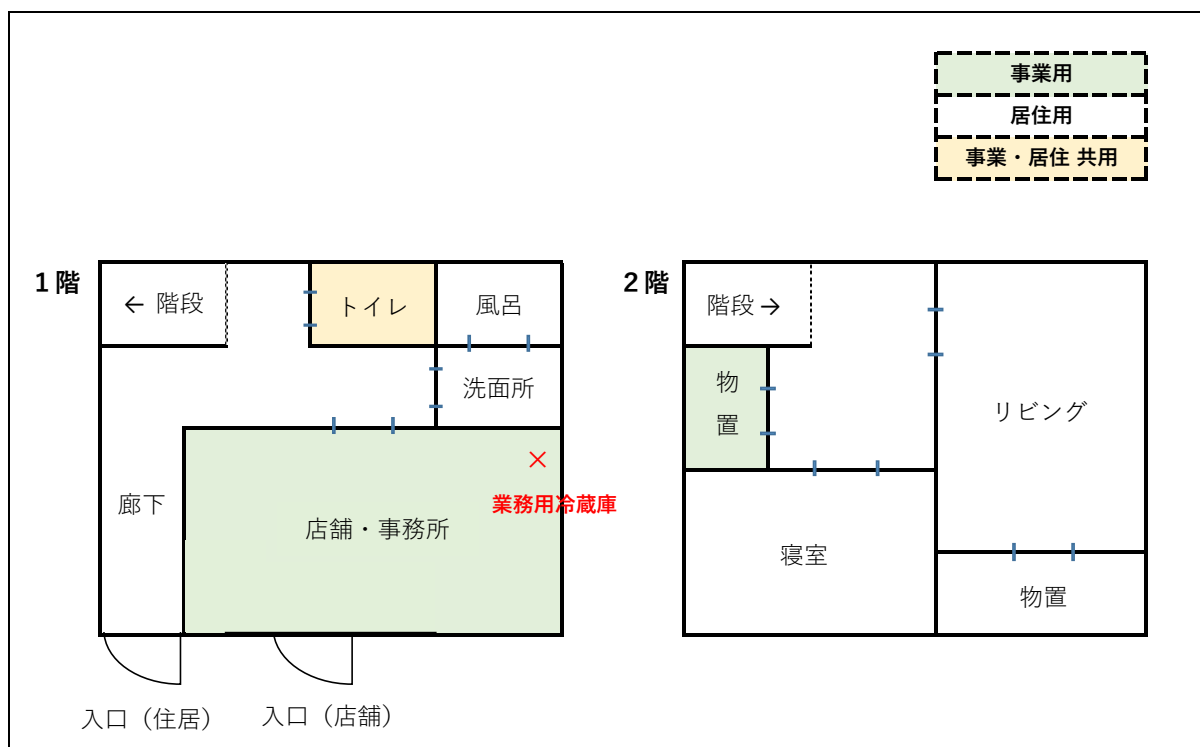 事業用
居住用
事業・居住 共用
1階
← 階段
トイレ
風呂
洗面所
廊下
店舗・事務所
業務用冷蔵庫
入口（住居）
入口（店舗）
2階
階段→
物
置
リビング
寝室
物置